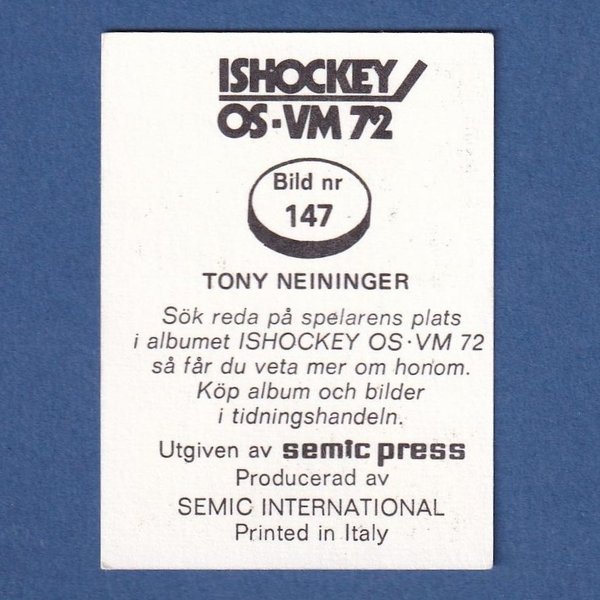 ISHOCKEY
OS·VM 72
Bild nr
147
TONY NEININGER
Sök reda på spelarens plats
i albumet ISHOCKEY OS·VM 72
så får du veta mer om honom.
Köp album och bilder
i tidningshandeln.
Utgiven av semic press
Producerad av
SEMIC INTERNATIONAL
Printed in Italy